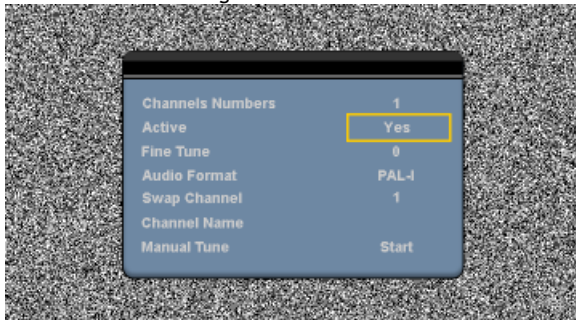 Channels Numbers 1
Active Yes
Fine Tune 0
Audio Format PAL-I
Swap Channel 1
Channel Name
Manual Tune Start